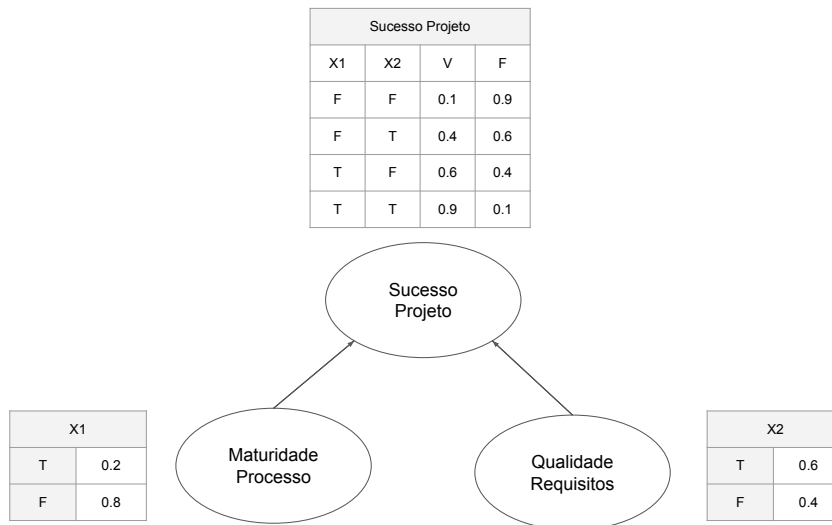 Sucesso Projeto
X1 X2 V F
F F 0.1 0.9
F T 0.4 0.6
T F 0.6 0.4
T T 0.9 0.1
Sucesso
Projeto
X1
T 0.2
F 0.8
Maturidade
Processo
Qualidade
Requisitos
X2
T 0.6
F 0.4